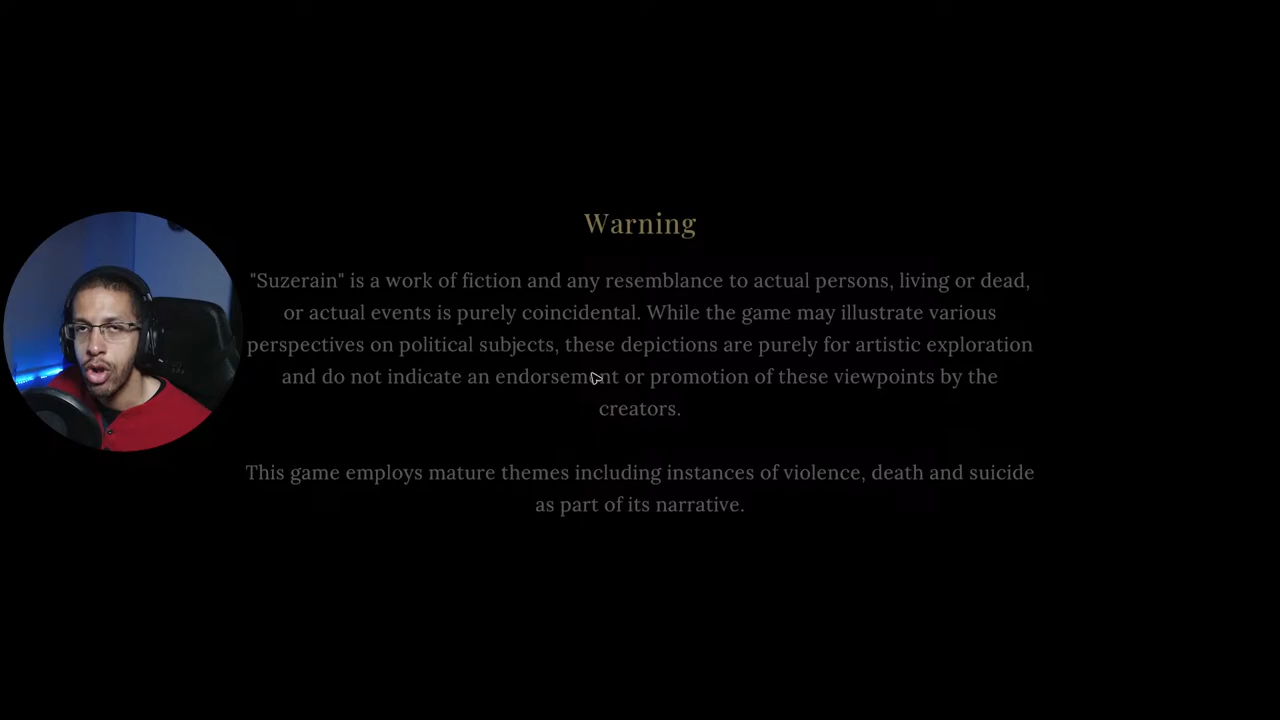 Warning
"Suzerain" is a work of fiction and any resemblance to actual persons, living or dead,
or actual events is purely coincidental. While the game may illustrate various
perspectives on political subjects, these depictions are purely for artistic exploration
and do not indicate an endorsement or promotion of these viewpoints by the
creators.
This game employs mature themes including instances of violence, death and suicide
as part of its narrative.